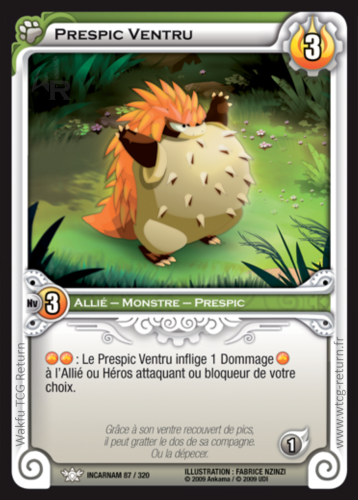 Prespic Ventru
3
Nv 3 Allié – Monstre – Prespic
: Le Prespic Ventru inflige 1 Dommage
à l'Allié ou Héros attaquant ou bloqueur de votre
choix.
Grâce à son ventre recouvert de pics,
il peut gratter le dos de sa compagne.
Ou la dépecer.
1
INCARNAM 87 / 320
ILLUSTRATION : FABRICE NZINZI
© 2009 Ankama / © 2009 UDI
Wakfu TCG Return
www.wtcg-return.fr